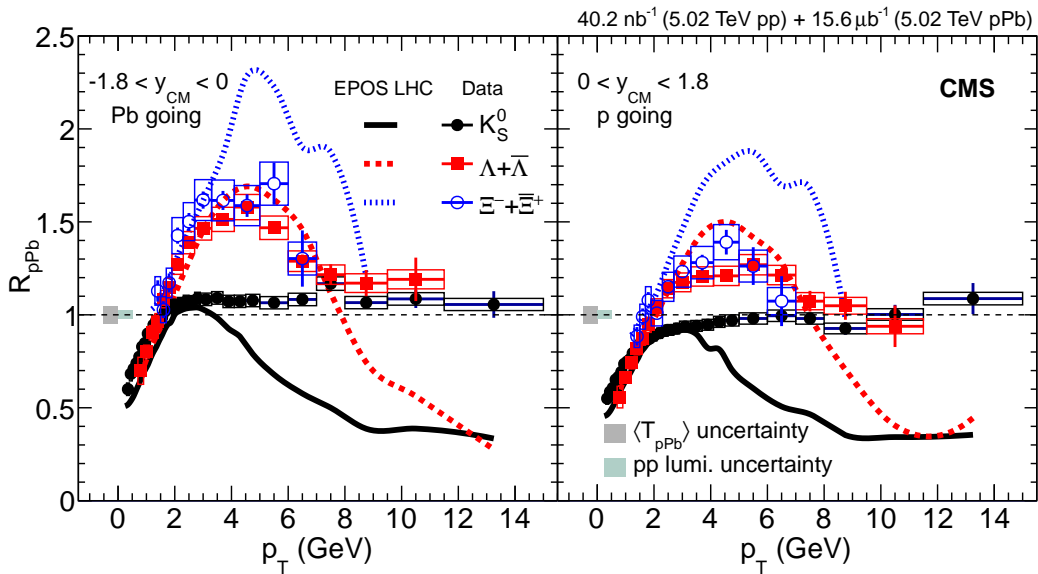 40.2 nb⁻¹ (5.02 TeV pp) + 15.6 μb⁻¹ (5.02 TeV pPb)
R_pPb
2.5
2
1.5
1
0.5
0
-1.8 < y_CM < 0
Pb going
EPOS LHC Data
K⁰_S
Λ+Λ̅
Ξ⁻+Ξ̅⁺
0 2 4 6 8 10 12 14
p_T (GeV)
0 < y_CM < 1.8
p going
CMS
⟨T_pPb⟩ uncertainty
pp lumi. uncertainty
0 2 4 6 8 10 12 14
p_T (GeV)